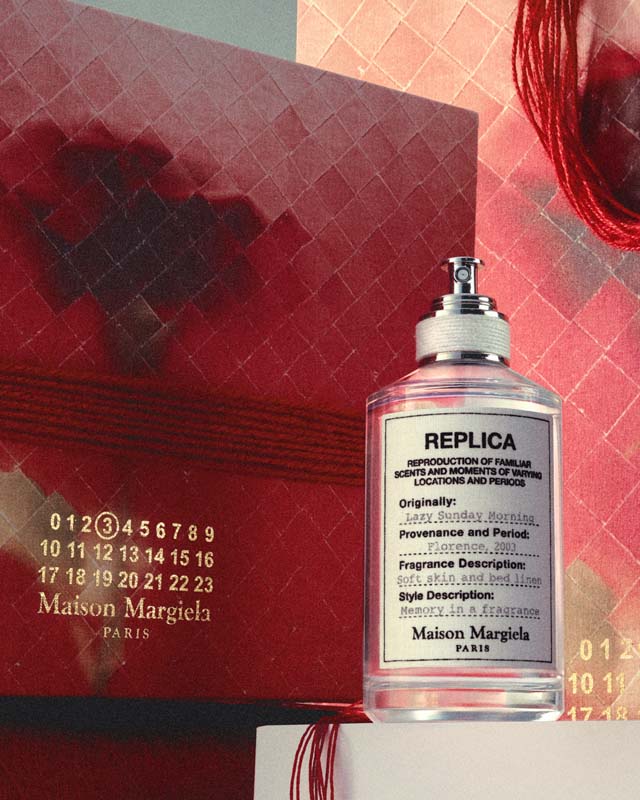 REPLICA
REPRODUCTION OF FAMILIAR
SCENTS AND MOMENTS OF VARYING
LOCATIONS AND PERIODS
Originally:
Lazy Sunday Morning
Provenance and Period:
Florence, 2003
Fragrance Description:
Soft skin and bed linen
Style Description:
Memory in a fragrance
Maison Margiela
PARIS
0 1 2 3 4 5 6 7 8 9
10 11 12 13 14 15 16
17 18 19 20 21 22 23
Maison Margiela
PARIS
0 1 2
10 11
17 18